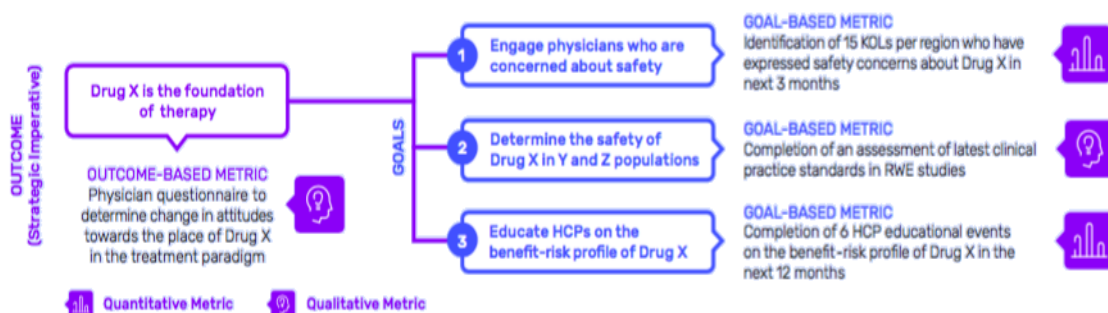 OUTCOME
(Strategic Imperative)
Drug X is the foundation
of therapy
OUTCOME-BASED METRIC
Physician questionnaire to
determine change in attitudes
towards the place of Drug X
in the treatment paradigm
GOALS
1
Engage physicians who are
concerned about safety
GOAL-BASED METRIC
Identification of 15 KOLs per region who have
expressed safety concerns about Drug X in
next 3 months
2
Determine the safety of
Drug X in Y and Z populations
GOAL-BASED METRIC
Completion of an assessment of latest clinical
practice standards in RWE studies
3
Educate HCPs on the
benefit-risk profile of Drug X
GOAL-BASED METRIC
Completion of 6 HCP educational events
on the benefit-risk profile of Drug X in the
next 12 months
Quantitative Metric
Qualitative Metric